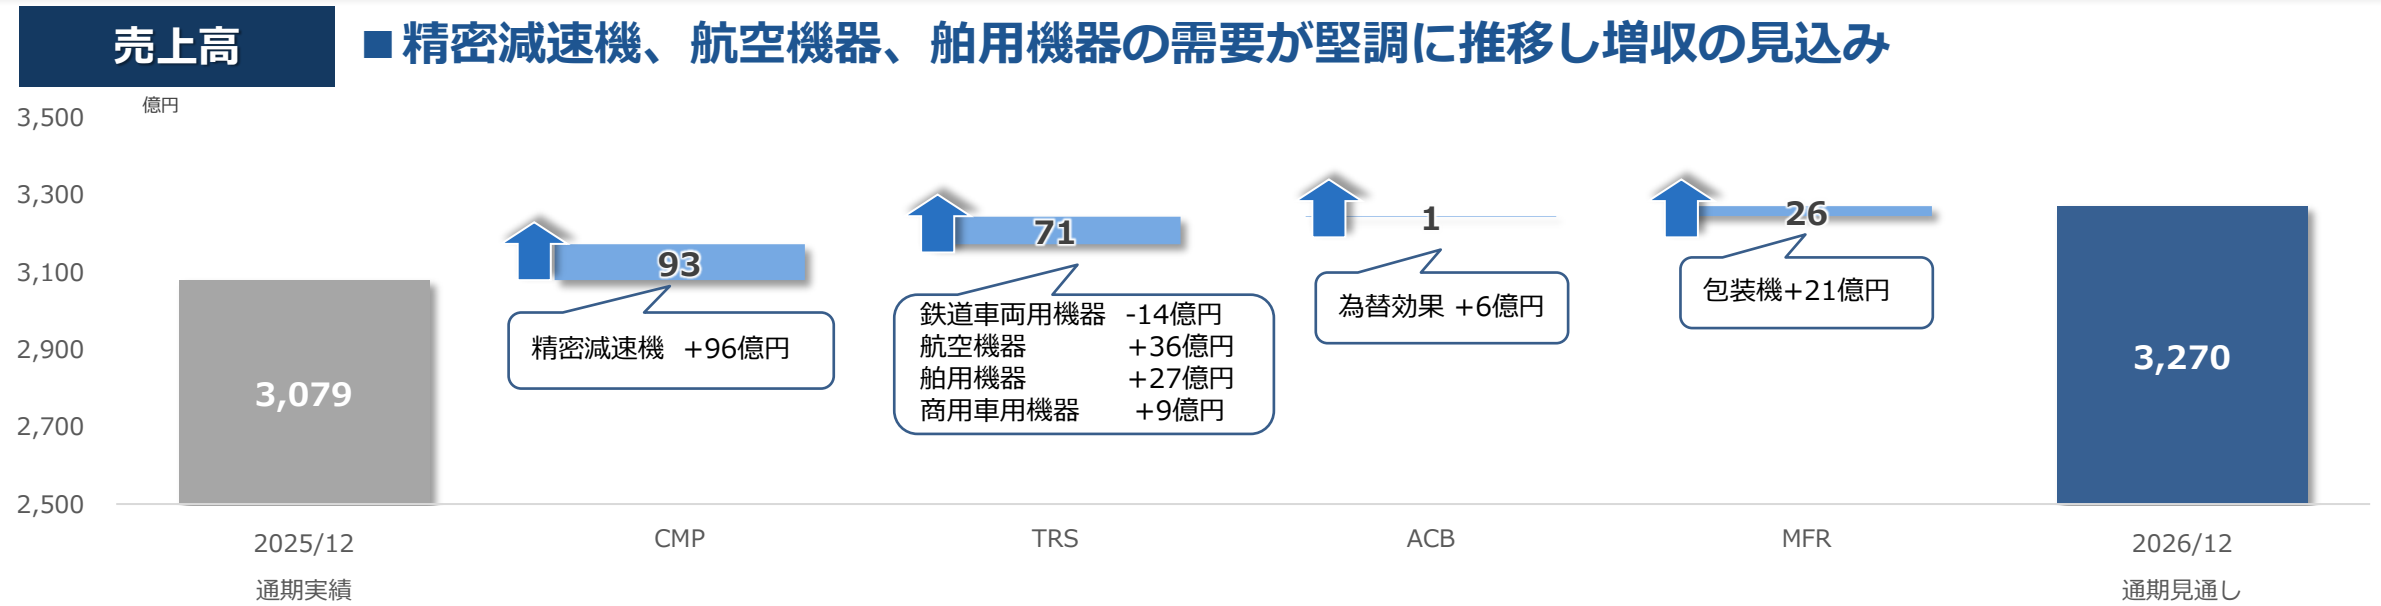 売上高
■精密減速機、航空機器、舶用機器の需要が堅調に推移し増収の見込み
億円
3,500
3,300
3,100
2,900
2,700
2,500
3,079
93
精密減速機 +96億円
71
鉄道車両用機器 -14億円
航空機器 +36億円
舶用機器 +27億円
商用車用機器 +9億円
1
為替効果 +6億円
26
包装機+21億円
3,270
2025/12
通期実績
CMP
TRS
ACB
MFR
2026/12
通期見通し